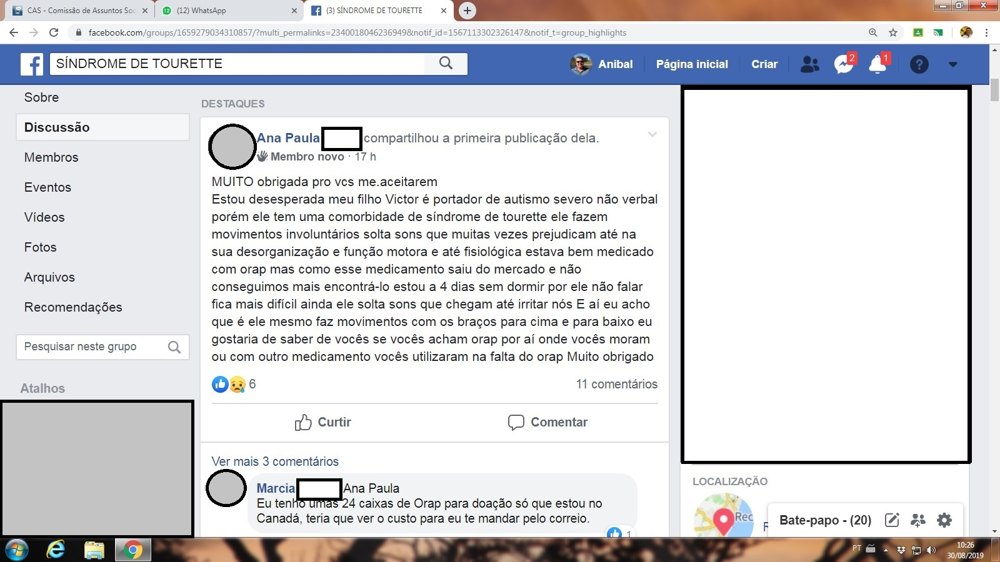 CAS - Comissão de Assuntos Soc
(12) WhatsApp
(3) SÍNDROME DE TOURETTE
facebook.com/groups/1659279034310857/?multi_permalinks=2340018046236949&notif_id=1567113302326147&notif_t=group_highlights
SÍNDROME DE TOURETTE
Anibal
Página inicial
Criar
2
1
Sobre
Discussão
Membros
Eventos
Vídeos
Fotos
Arquivos
Recomendações
Pesquisar neste grupo
Atalhos
DESTAQUES
Ana Paula compartilhou a primeira publicação dela.
Membro novo · 17 h
MUITO obrigada pro vcs me.aceitarem
Estou desesperada meu filho Victor é portador de autismo severo não verbal
porém ele tem uma comorbidade de síndrome de tourette ele fazem
movimentos involuntários solta sons que muitas vezes prejudicam até na
sua desorganização e função motora e até fisiológica estava bem medicado
com orap mas como esse medicamento saiu do mercado e não
conseguimos mais encontrá-lo estou a 4 dias sem dormir por ele não falar
fica mais difícil ainda ele solta sons que chegam até irritar nós E aí eu acho
que é ele mesmo faz movimentos com os braços para cima e para baixo eu
gostaria de saber de vocês se vocês acham orap por aí onde vocês moram
ou com outro medicamento vocês utilizaram na falta do orap Muito obrigado
6
11 comentários
Curtir
Comentar
Ver mais 3 comentários
Marcia Ana Paula
Eu tenho umas 24 caixas de Orap para doação só que estou no
Canadá, teria que ver o custo para eu te mandar pelo correio.
1
LOCALIZAÇÃO
Rec
Bate-papo - (20)
PT
10:26
30/08/2019